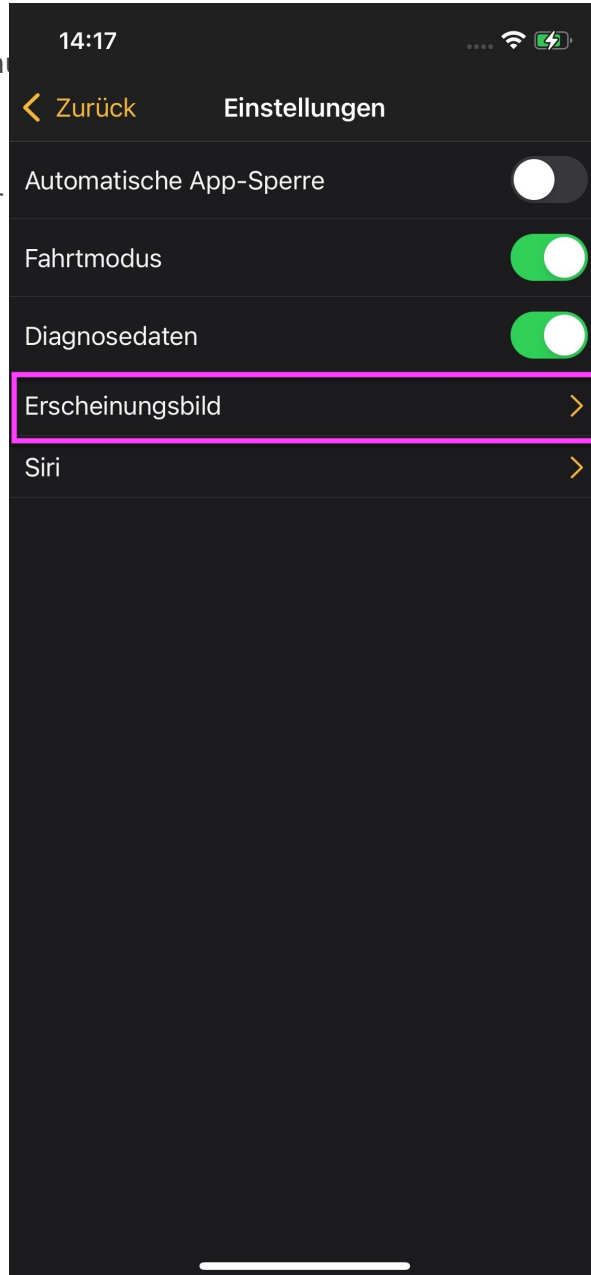 14:17
Zurück Einstellungen
Automatische App-Sperre
Fahrtmodus
Diagnosedaten
Erscheinungsbild
Siri